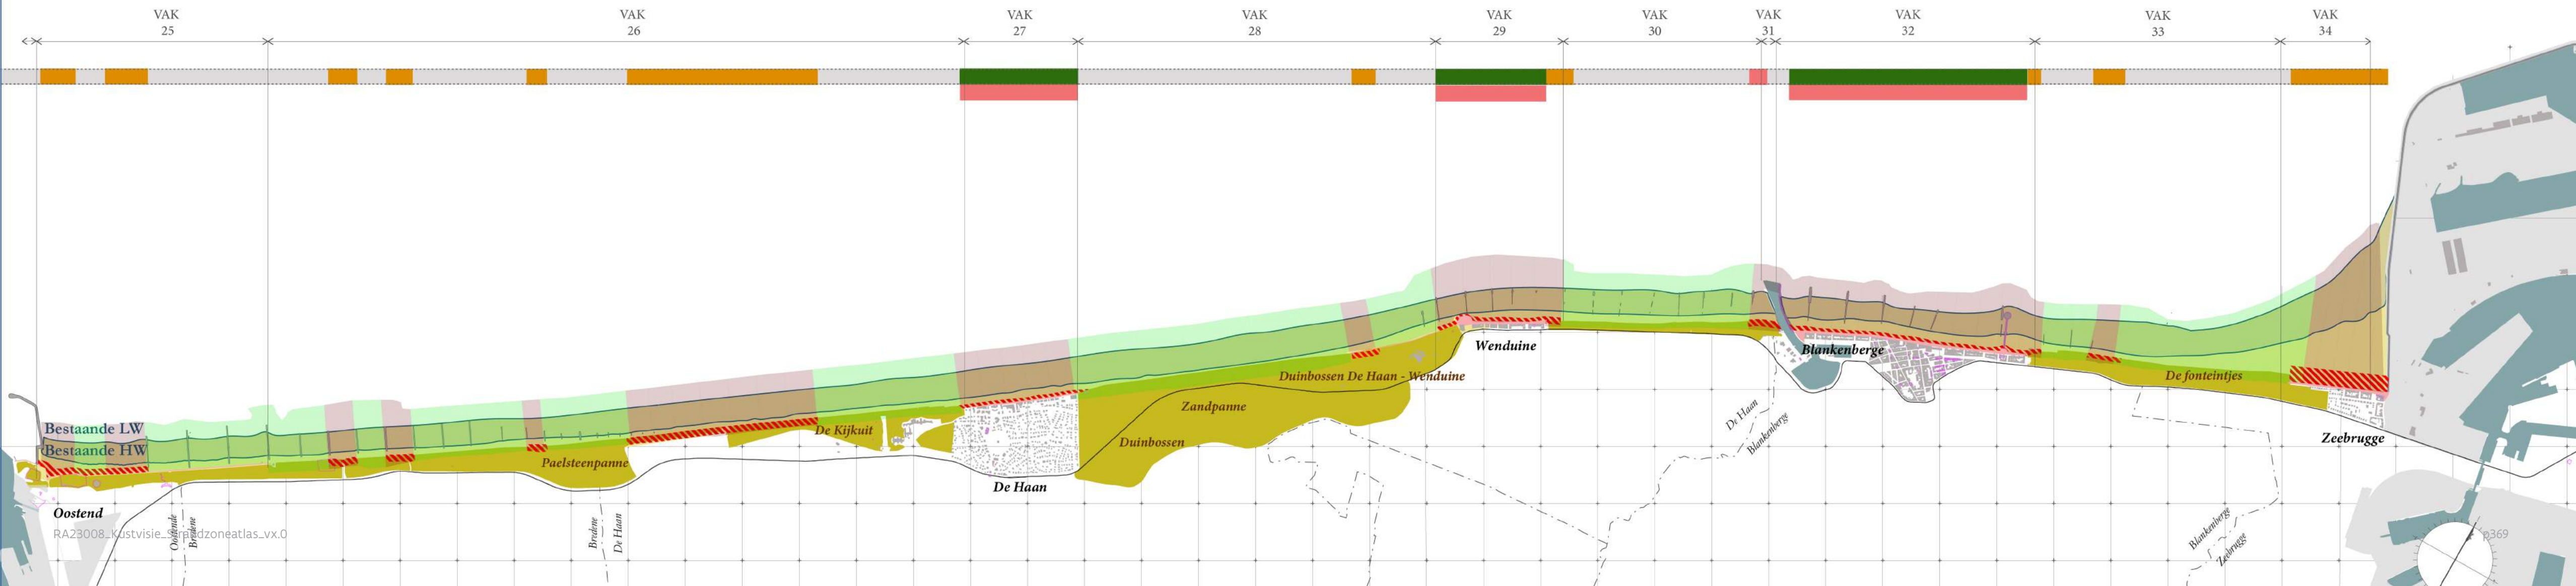 VAK
25
VAK
26
VAK
27
VAK
28
VAK
29
VAK
30
VAK
31
VAK
32
VAK
33
VAK
34
Bestaande LW
Bestaande HW
Oostend
RA23008_Kustvisie_Strandzoneatlas_vx.0
Oostende
Bredene
Paelsteenpanne
Bredene
De Haan
De Kijkuit
De Haan
Duinbossen
Zandpanne
Duinbossen De Haan - Wenduine
Wenduine
De Haan
Blankenberge
Blankenberge
De fonteintjes
Blankenberge
Zeebrugge
Zeebrugge
p369